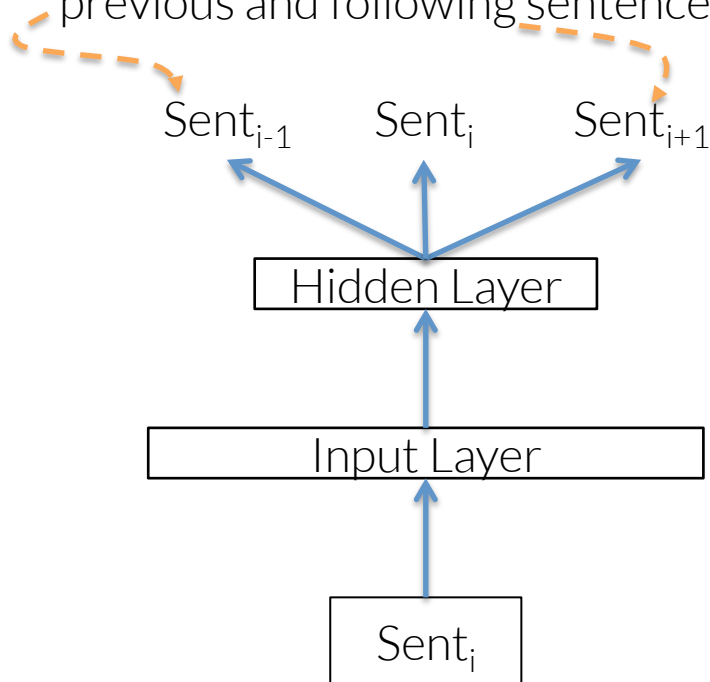 previous and following sentence
Sent_{i-1} Sent_i Sent_{i+1}
Hidden Layer
Input Layer
Sent_i